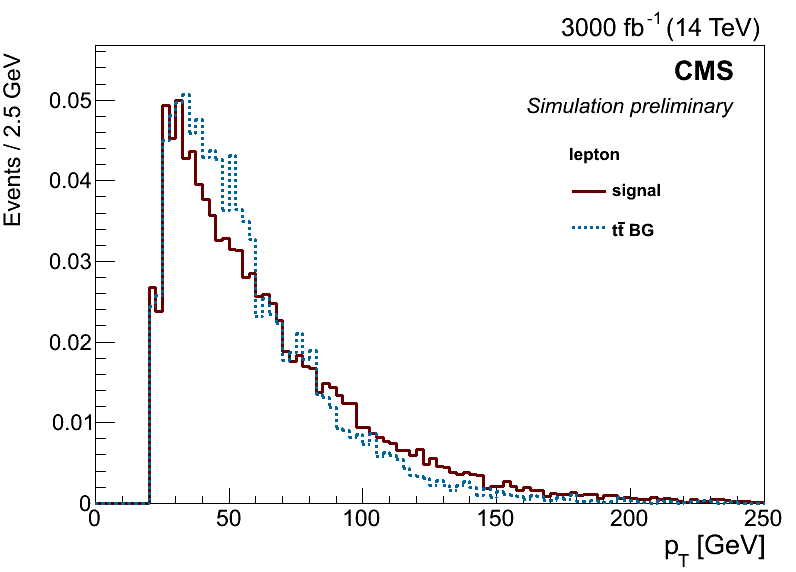 3000 fb⁻¹ (14 TeV)
CMS
Simulation preliminary
lepton
signal
tt̄ BG
Events / 2.5 GeV
0.05
0.04
0.03
0.02
0.01
0
0 50 100 150 200 250
p_T [GeV]